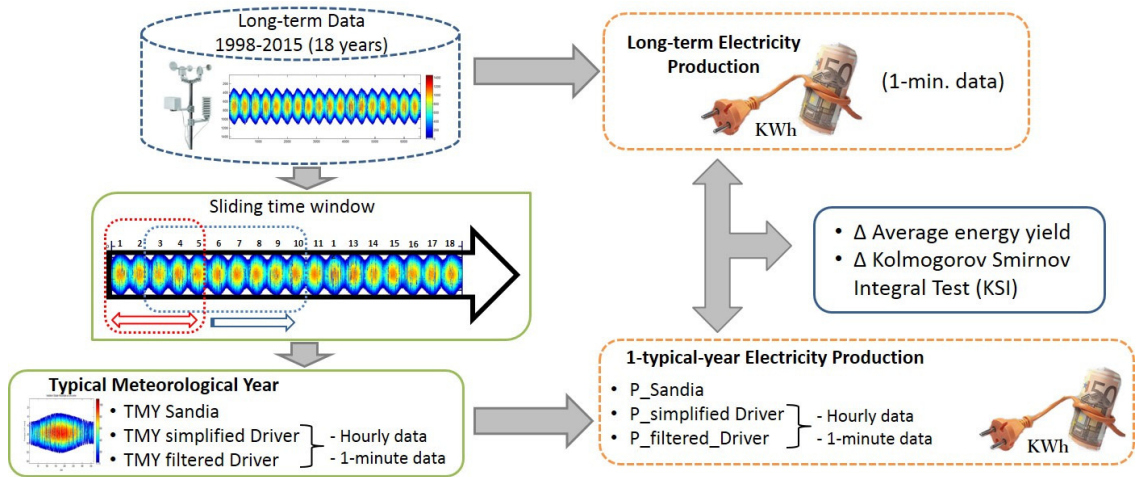 Long-term Data
1998-2015 (18 years)
Long-term Electricity
Production
(1-min. data)
50
KWh
Sliding time window
1 2 3 4 5 6 7 8 9 10 11 1 13 14 15 16 17 18
• Δ Average energy yield
• Δ Kolmogorov Smirnov
Integral Test (KSI)
Typical Meteorological Year
• TMY Sandia
• TMY simplified Driver
• TMY filtered Driver
- Hourly data
- 1-minute data
1-typical-year Electricity Production
• P_Sandia
• P_simplified Driver
• P_filtered_Driver
- Hourly data
- 1-minute data
50
KWh